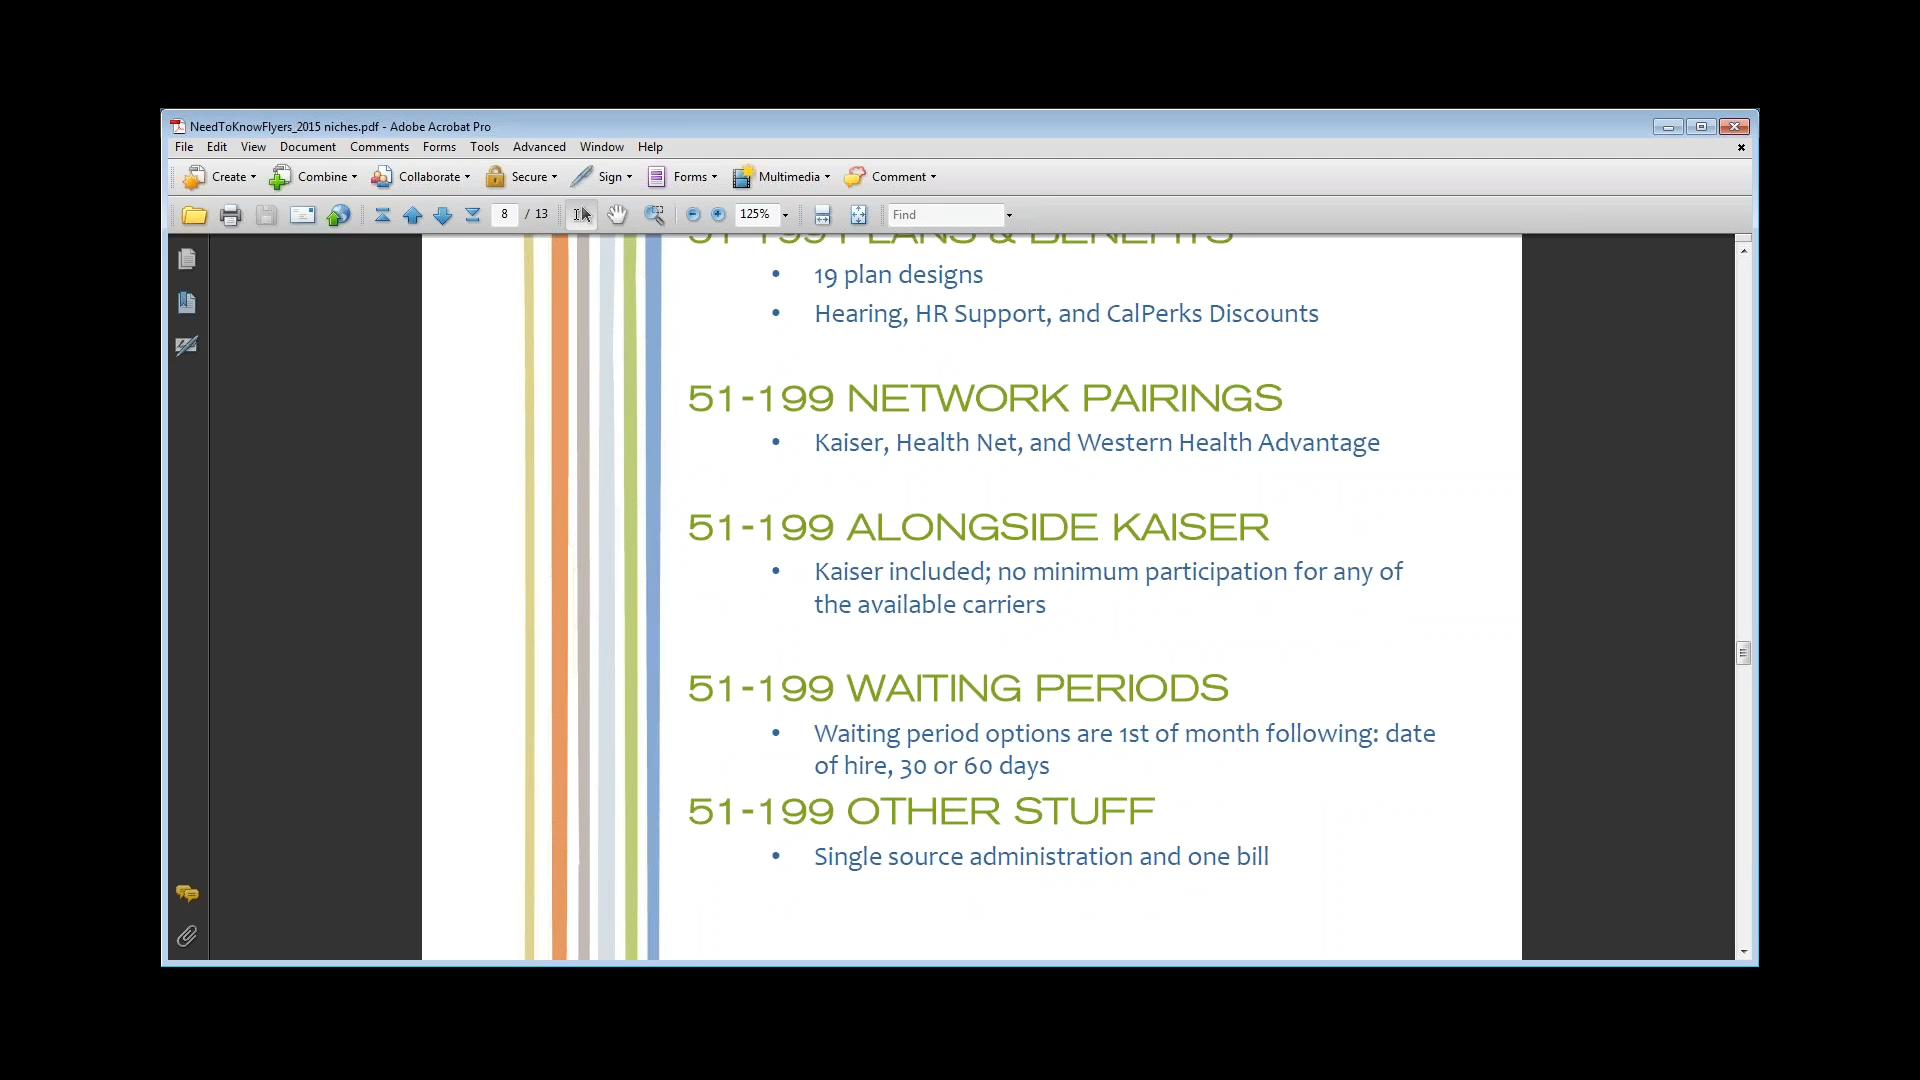 NeedToKnowFlyers_2015 niches.pdf - Adobe Acrobat Pro
File Edit View Document Comments Forms Tools Advanced Window Help
Create Combine Collaborate Secure Sign Forms Multimedia Comment
8 / 13 125% Find
51-199 PLANS & BENEFITS
• 19 plan designs
• Hearing, HR Support, and CalPerks Discounts
51-199 NETWORK PAIRINGS
• Kaiser, Health Net, and Western Health Advantage
51-199 ALONGSIDE KAISER
• Kaiser included; no minimum participation for any of
the available carriers
51-199 WAITING PERIODS
• Waiting period options are 1st of month following: date
of hire, 30 or 60 days
51-199 OTHER STUFF
• Single source administration and one bill